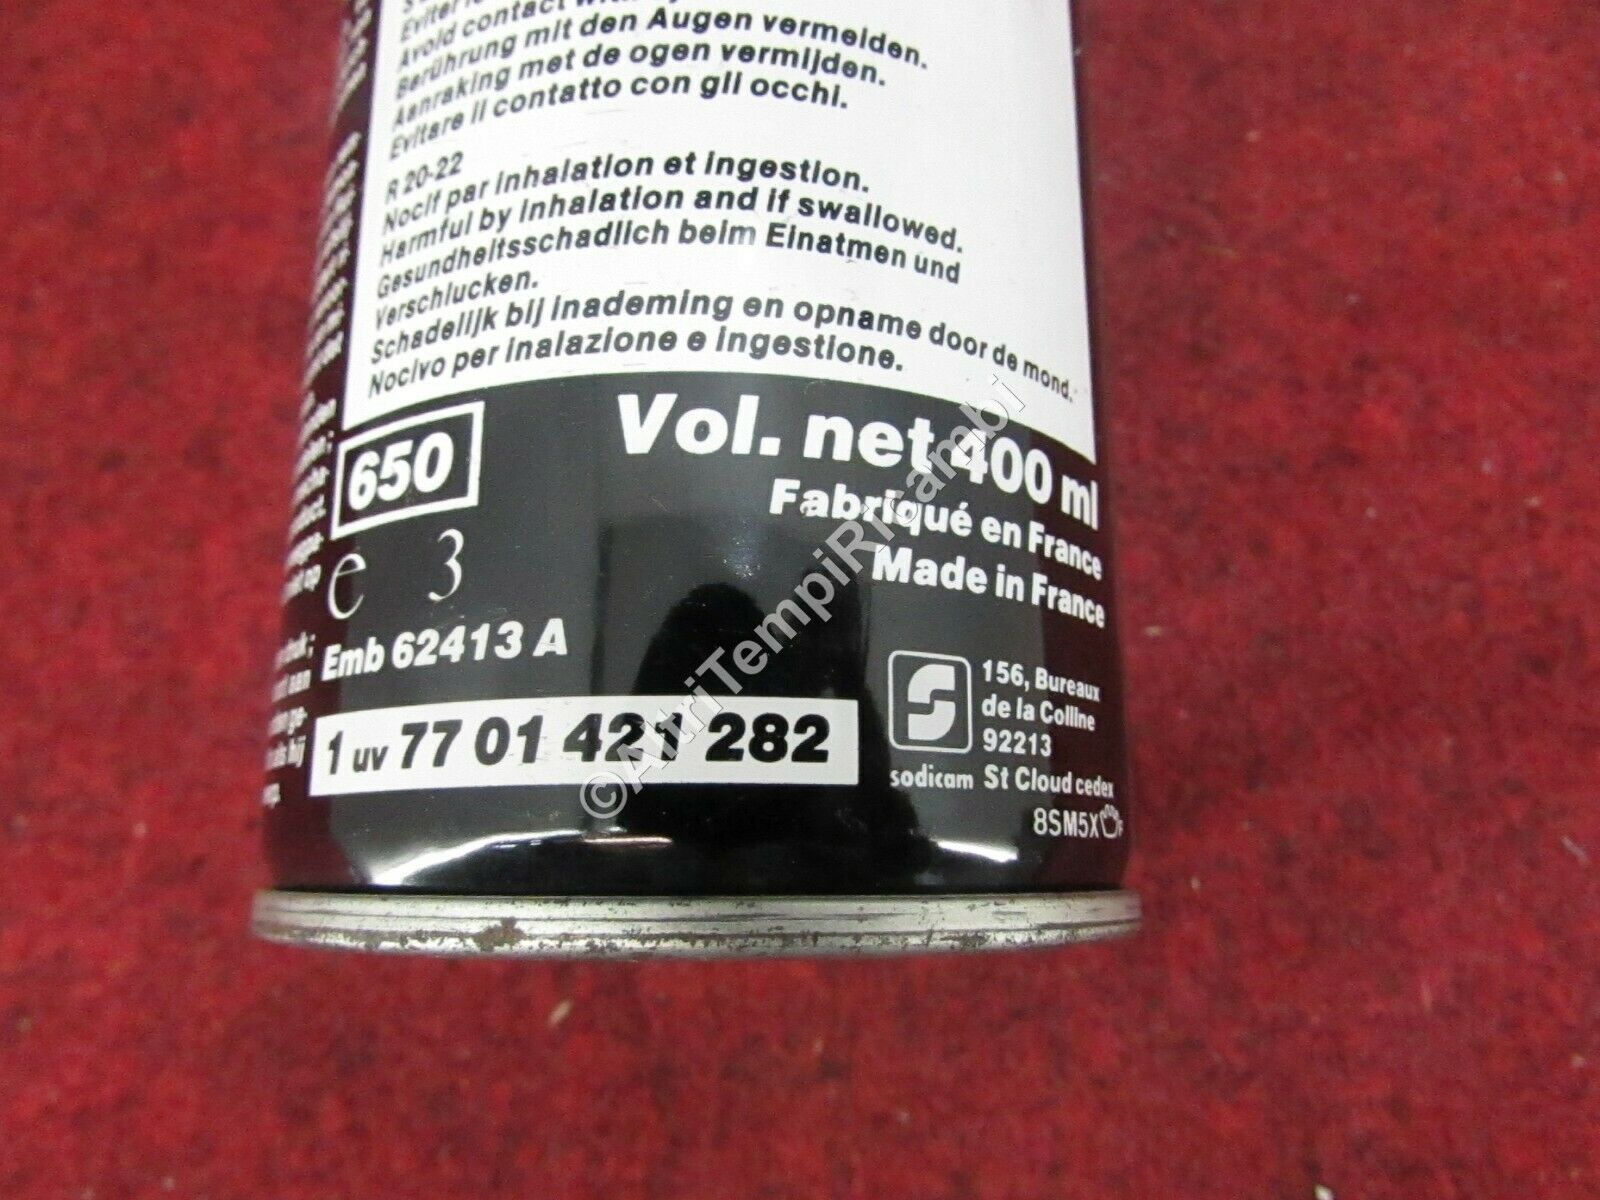 Avoid contact with
Berührung mit den Augen vermeiden.
Aanraking met de ogen vermijden.
Evitare il contatto con gli occhi.
R 20-22
Nocif par inhalation et ingestion.
Harmful by inhalation and if swallowed.
Gesundheitsschadlich beim Einatmen und
Verschlucken.
Schadelijk bij inademing en opname door de mond.
Nocivo per inalazione e ingestione.
650
Vol. net 400 ml
Fabriqué en France
Made in France
e 3
Emb 62413 A
1 uv 77 01 421 282
156, Bureaux
de la Colline
92213
sodicam St Cloud cedex
8SM5X
©AltriTempiRicambi